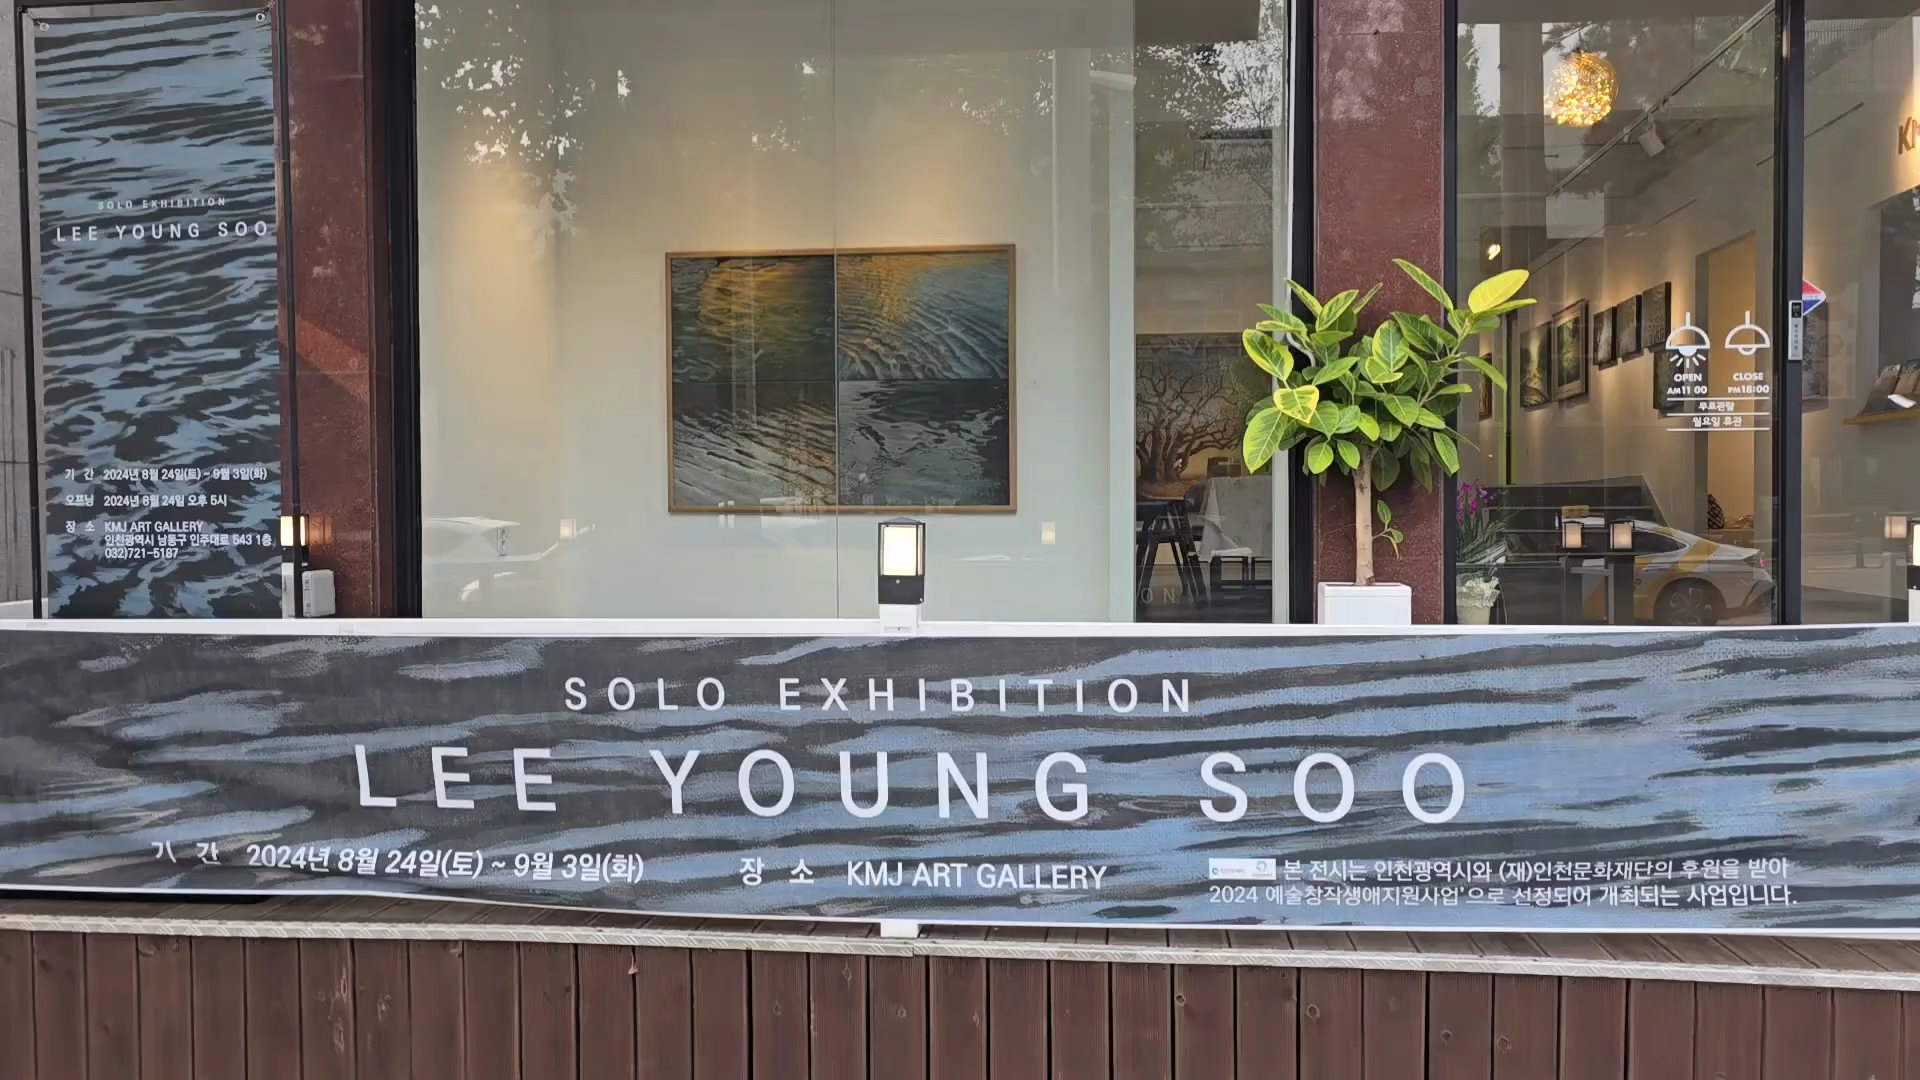 SOLO EXHIBITION
LEE YOUNG SOO
기 간 2024년 8월 24일(토) ~ 9월 3일(화)
오프닝 2024년 8월 24일 오후 5시
장 소 KMJ ART GALLERY
인천광역시 남동구 인주대로 543 1층
032)721-5187
OPEN CLOSE
AM11:00 PM18:00
무료관람
월요일 휴관
SOLO EXHIBITION
LEE YOUNG SOO
기 간 2024년 8월 24일(토) ~ 9월 3일(화) 장 소 KMJ ART GALLERY
본 전시는 인천광역시와 (재)인천문화재단의 후원을 받아
2024 예술창작생애지원사업'으로 선정되어 개최되는 사업입니다.